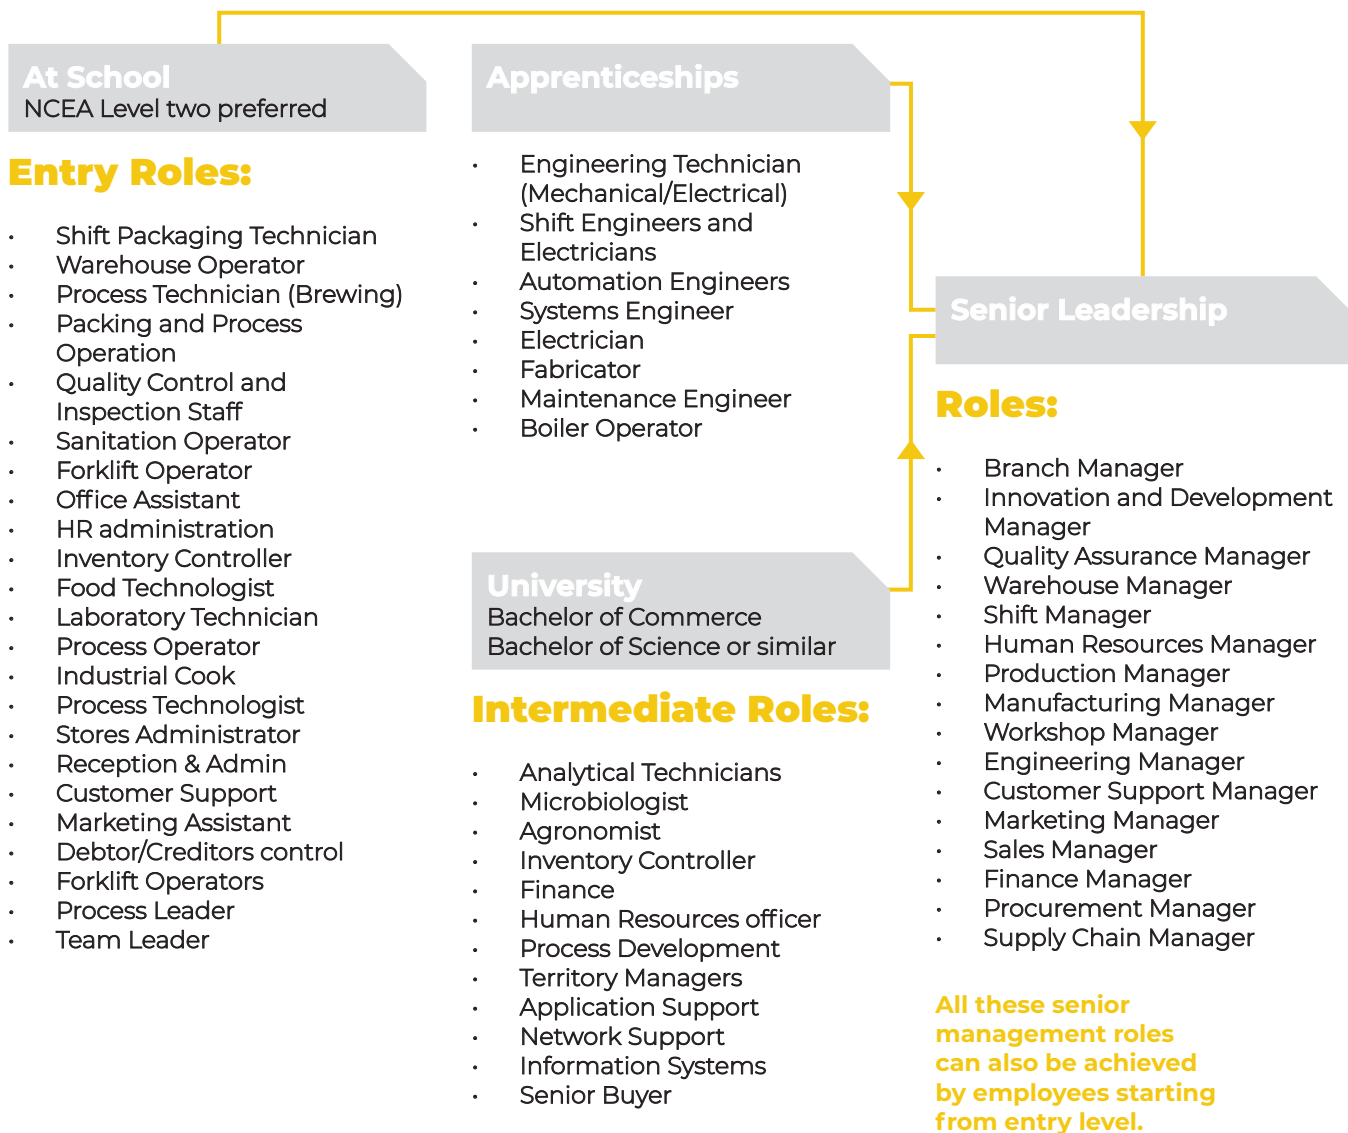 At School
NCEA Level two preferred
Entry Roles:
• Shift Packaging Technician
• Warehouse Operator
• Process Technician (Brewing)
• Packing and Process
Operation
• Quality Control and
Inspection Staff
• Sanitation Operator
• Forklift Operator
• Office Assistant
• HR administration
• Inventory Controller
• Food Technologist
• Laboratory Technician
• Process Operator
• Industrial Cook
• Process Technologist
• Stores Administrator
• Reception & Admin
• Customer Support
• Marketing Assistant
• Debtor/Creditors control
• Forklift Operators
• Process Leader
• Team Leader
Apprenticeships
• Engineering Technician
(Mechanical/Electrical)
• Shift Engineers and
Electricians
• Automation Engineers
• Systems Engineer
• Electrician
• Fabricator
• Maintenance Engineer
• Boiler Operator
University
Bachelor of Commerce
Bachelor of Science or similar
Intermediate Roles:
• Analytical Technicians
• Microbiologist
• Agronomist
• Inventory Controller
• Finance
• Human Resources officer
• Process Development
• Territory Managers
• Application Support
• Network Support
• Information Systems
• Senior Buyer
Senior Leadership
Roles:
• Branch Manager
• Innovation and Development
Manager
• Quality Assurance Manager
• Warehouse Manager
• Shift Manager
• Human Resources Manager
• Production Manager
• Manufacturing Manager
• Workshop Manager
• Engineering Manager
• Customer Support Manager
• Marketing Manager
• Sales Manager
• Finance Manager
• Procurement Manager
• Supply Chain Manager
All these senior
management roles
can also be achieved
by employees starting
from entry level.